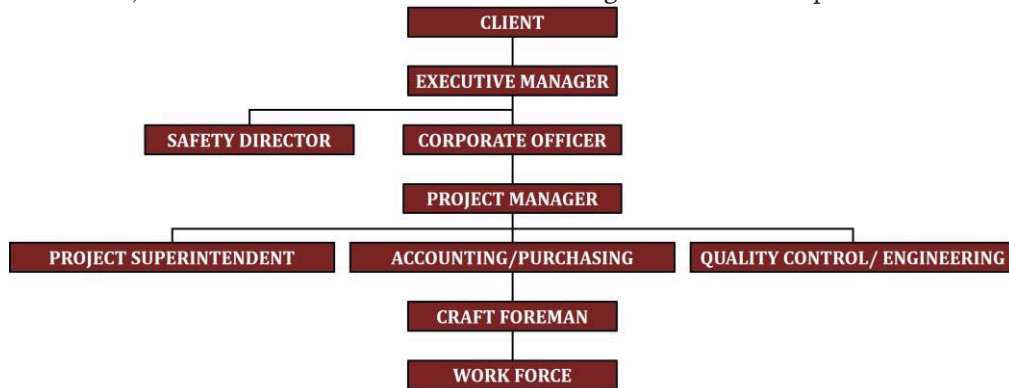 CLIENT
EXECUTIVE MANAGER
SAFETY DIRECTOR
CORPORATE OFFICER
PROJECT MANAGER
PROJECT SUPERINTENDENT
ACCOUNTING/PURCHASING
QUALITY CONTROL/ ENGINEERING
CRAFT FOREMAN
WORK FORCE